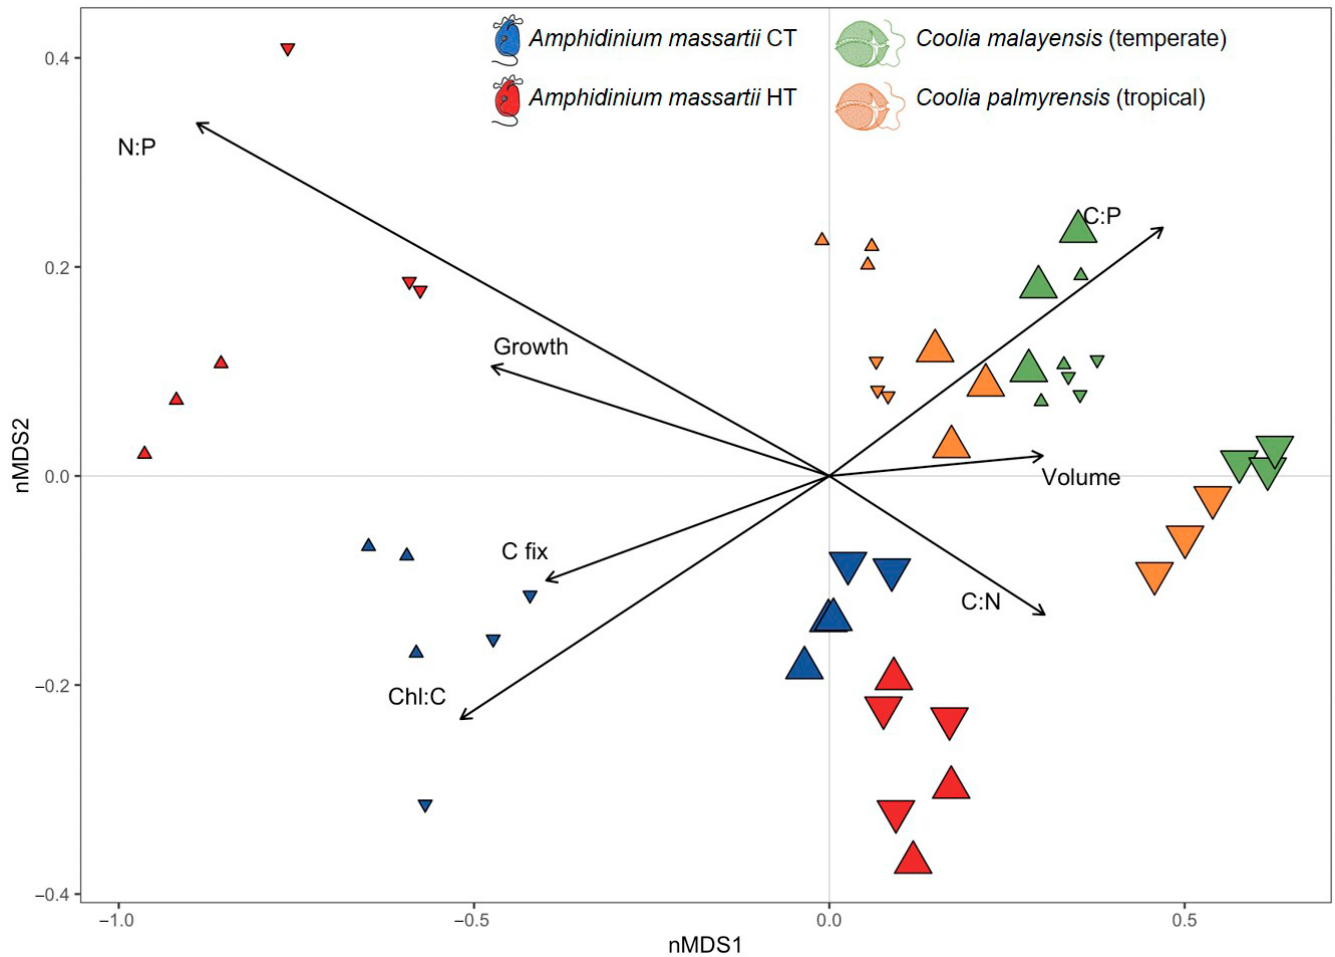 Amphidinium massartii CT
Coolia malayensis (temperate)
Amphidinium massartii HT
Coolia palmyrensis (tropical)
0.4
N:P
C:P
0.2
Growth
0.0
Volume
C fix
C:N
−0.2
Chl:C
−0.4
−1.0
−0.5
0.0
0.5
nMDS1
nMDS2